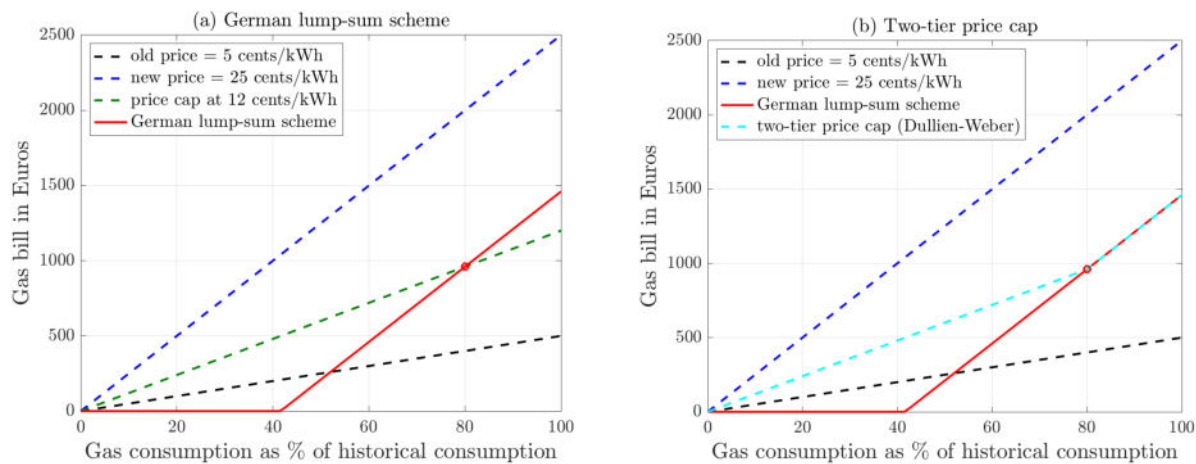 (a) German lump-sum scheme
2500
2000
1500
1000
500
0
Gas bill in Euros
old price = 5 cents/kWh
new price = 25 cents/kWh
price cap at 12 cents/kWh
German lump-sum scheme
0 20 40 60 80 100
Gas consumption as % of historical consumption
(b) Two-tier price cap
2500
2000
1500
1000
500
0
Gas bill in Euros
old price = 5 cents/kWh
new price = 25 cents/kWh
German lump-sum scheme
two-tier price cap (Dullien-Weber)
0 20 40 60 80 100
Gas consumption as % of historical consumption